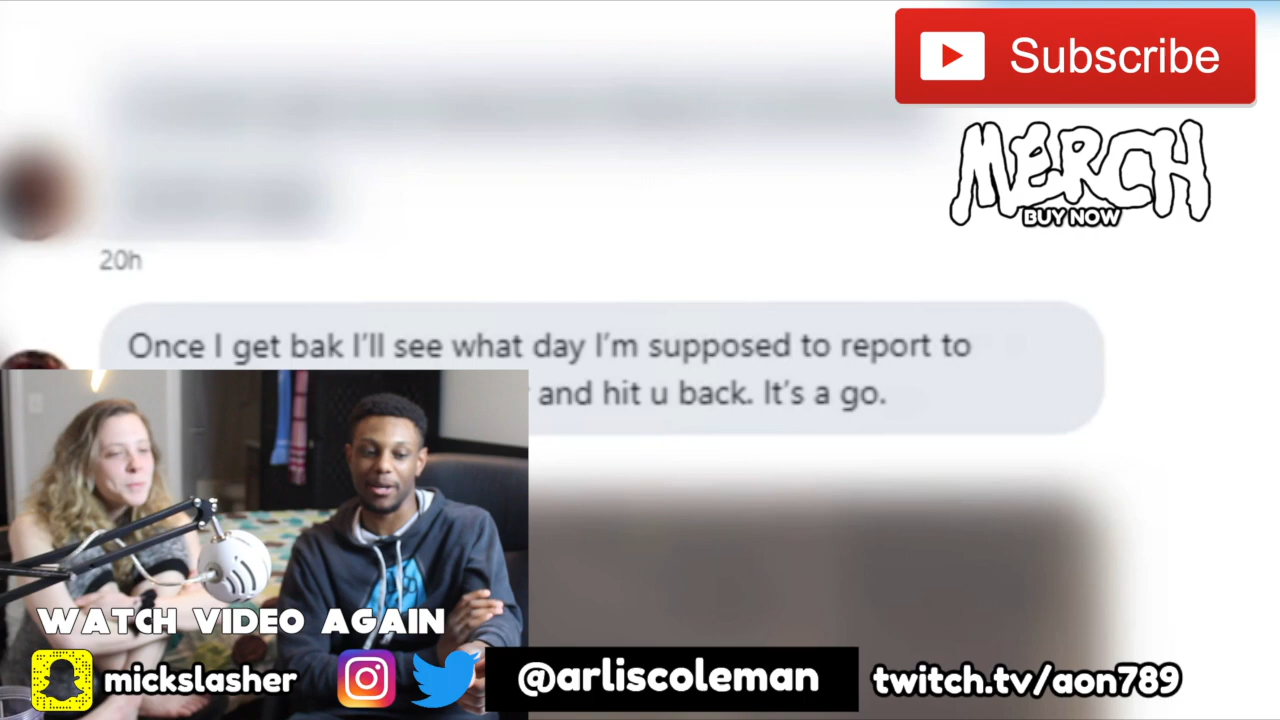 Subscribe
MERCH
BUY NOW
20h
Once I get bak I'll see what day I'm supposed to report to
and hit u back. It's a go.
WATCH VIDEO AGAIN
mickslasher
@arliscoleman
twitch.tv/aon789